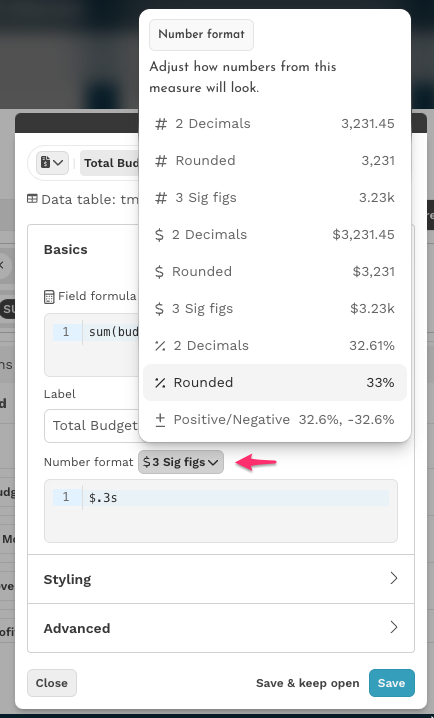 Number format
Adjust how numbers from this
measure will look.
# 2 Decimals 3,231.45
# Rounded 3,231
# 3 Sig figs 3.23k
$ 2 Decimals $3,231.45
$ Rounded $3,231
$ 3 Sig figs $3.23k
٪ 2 Decimals 32.61%
٪ Rounded 33%
± Positive/Negative 32.6%, -32.6%
Total Bud
Data table: tm
Basics
Field formula
1 sum(bud
Label
Total Budget
Number format $ 3 Sig figs
1 $.3s
Styling
Advanced
Close Save & keep open Save